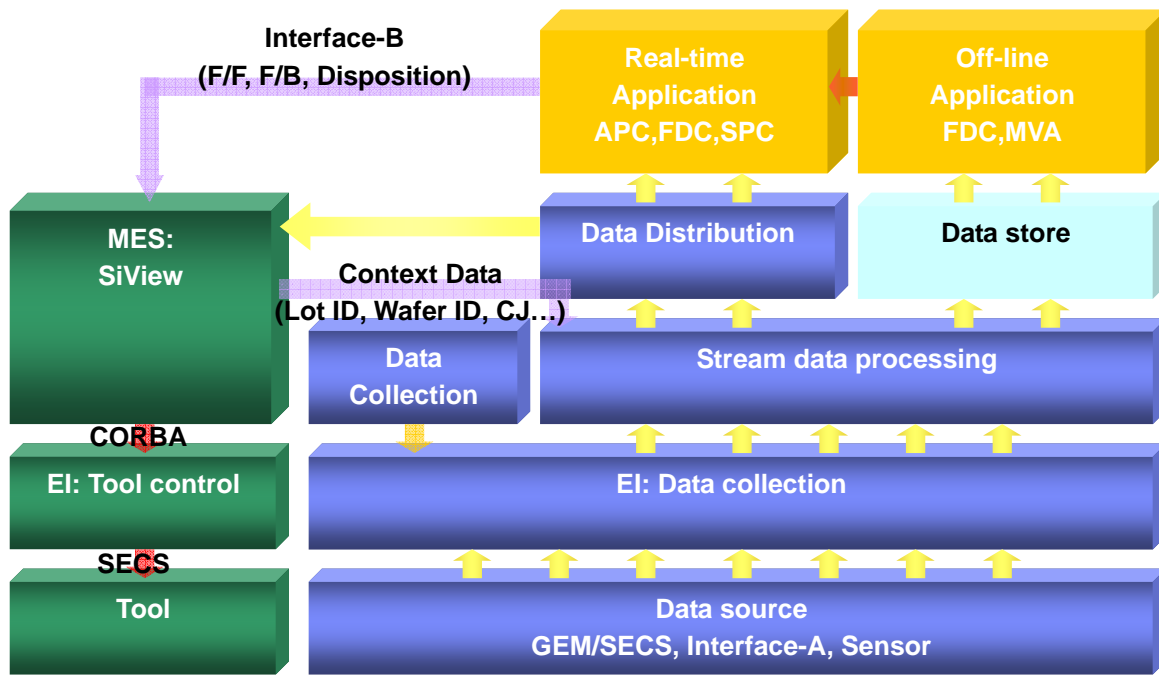 Interface-B
(F/F, F/B, Disposition)
Real-time
Application
APC,FDC,SPC
Off-line
Application
FDC,MVA
MES:
SiView
Data Distribution
Data store
Context Data
(Lot ID, Wafer ID, CJ…)
Data
Collection
Stream data processing
CORBA
EI: Tool control
EI: Data collection
SECS
Tool
Data source
GEM/SECS, Interface-A, Sensor